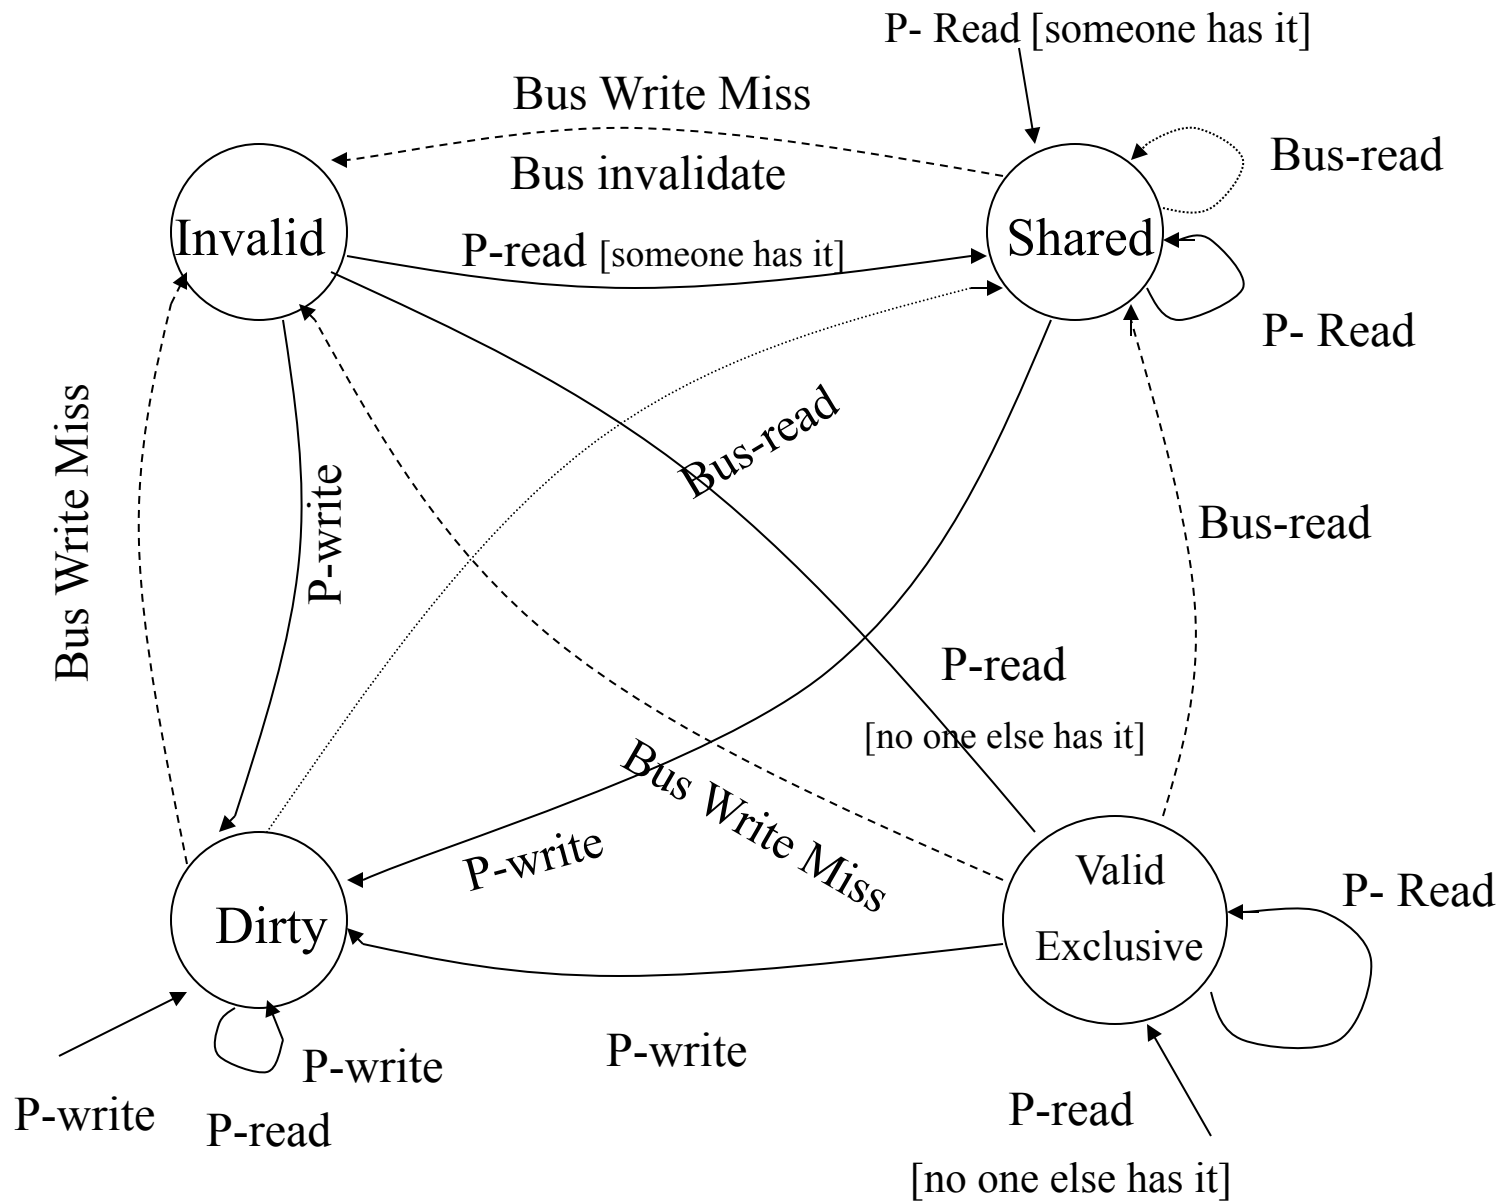 P- Read [someone has it]
Bus Write Miss
Bus-read
Bus invalidate
Invalid
P-read [someone has it]
Shared
P- Read
Bus-read
Bus Write Miss
P-write
Bus-read
P-read
[no one else has it]
Bus Write Miss
P-write
Valid
Exclusive
P- Read
Dirty
P-write
P-write
P-write
P-read
P-read
[no one else has it]